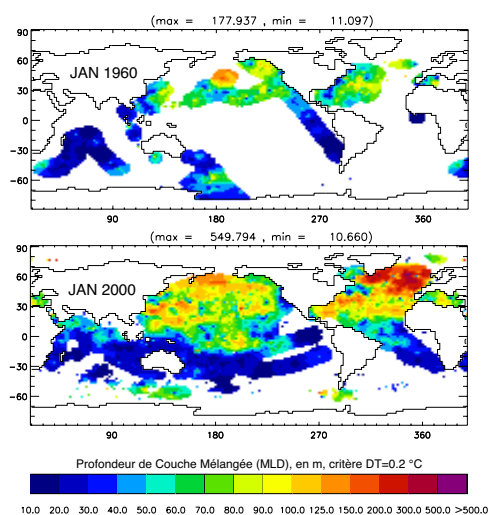 (max = 177.937 , min = 11.097)
90
60
30
0
−30
−60
JAN 1960
90 180 270 360
(max = 549.794 , min = 10.660)
90
60
30
0
−30
−60
JAN 2000
90 180 270 360
Profondeur de Couche Mélangée (MLD), en m, critère DT=0.2 °C
10.0 20.0 30.0 40.0 50.0 60.0 70.0 80.0 90.0 100.0 125.0 150.0 200.0 300.0 500.0 >500.0